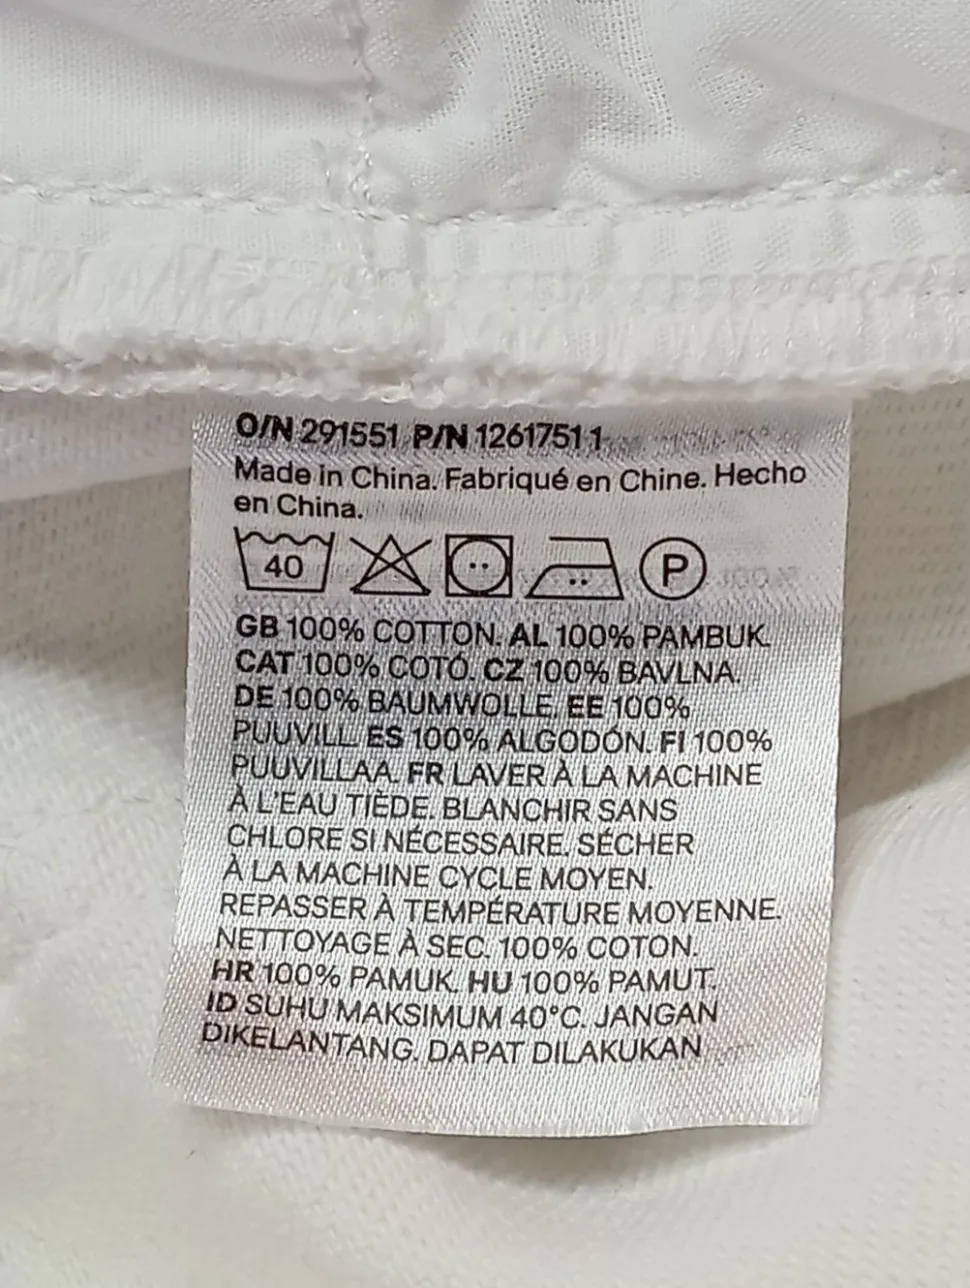 O/N 291551 P/N 1261751 1
Made in China. Fabriqué en Chine. Hecho
en China.
40 P
GB 100% COTTON. AL 100% PAMBUK.
CAT 100% COTÓ. CZ 100% BAVLNA.
DE 100% BAUMWOLLE. EE 100%
PUUVILL. ES 100% ALGODÓN. FI 100%
PUUVILLAA. FR LAVER À LA MACHINE
À L'EAU TIÈDE. BLANCHIR SANS
CHLORE SI NÉCESSAIRE. SÉCHER
À LA MACHINE CYCLE MOYEN.
REPASSER À TEMPÉRATURE MOYENNE.
NETTOYAGE À SEC. 100% COTON.
HR 100% PAMUK. HU 100% PAMUT.
ID SUHU MAKSIMUM 40°C. JANGAN
DIKELANTANG. DAPAT DILAKUKAN